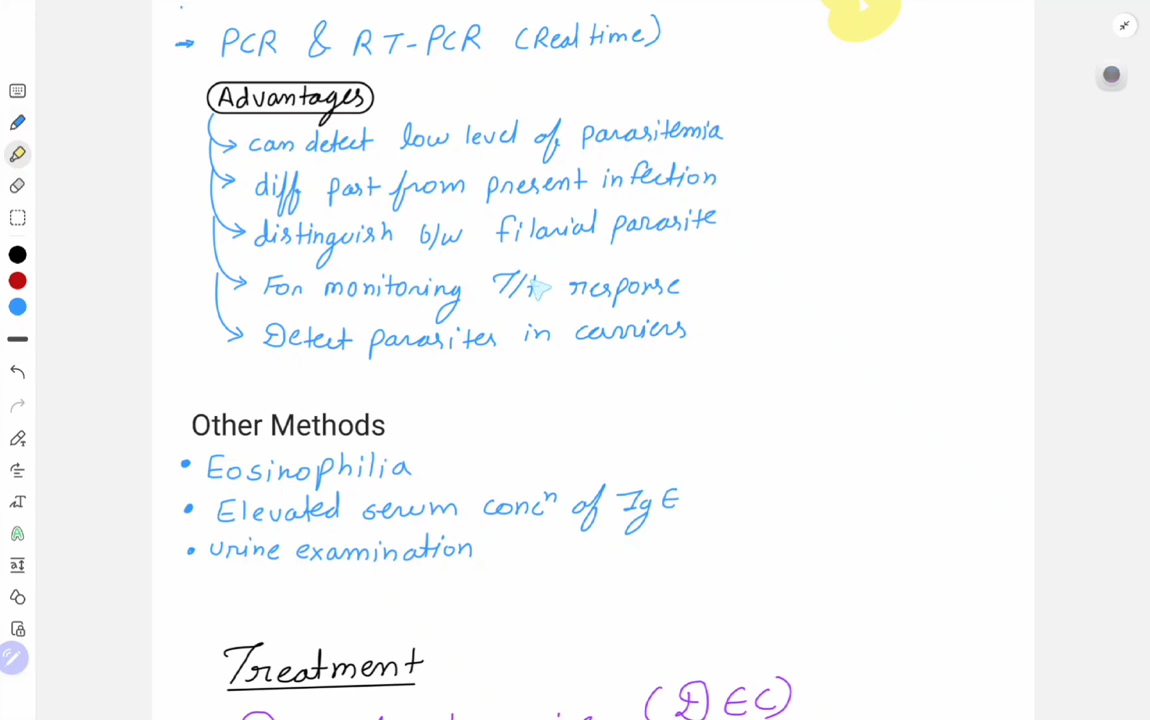 → PCR & RT-PCR (Real time)
Advantages
can detect low level of parasitemia
diff past from present infection
distinguish b/w filarial parasite
For monitoring T/t response
Detect parasites in carriers
Other Methods
• Eosinophilia
• Elevated serum concⁿ of IgE
• urine examination
Treatment
(DEC)